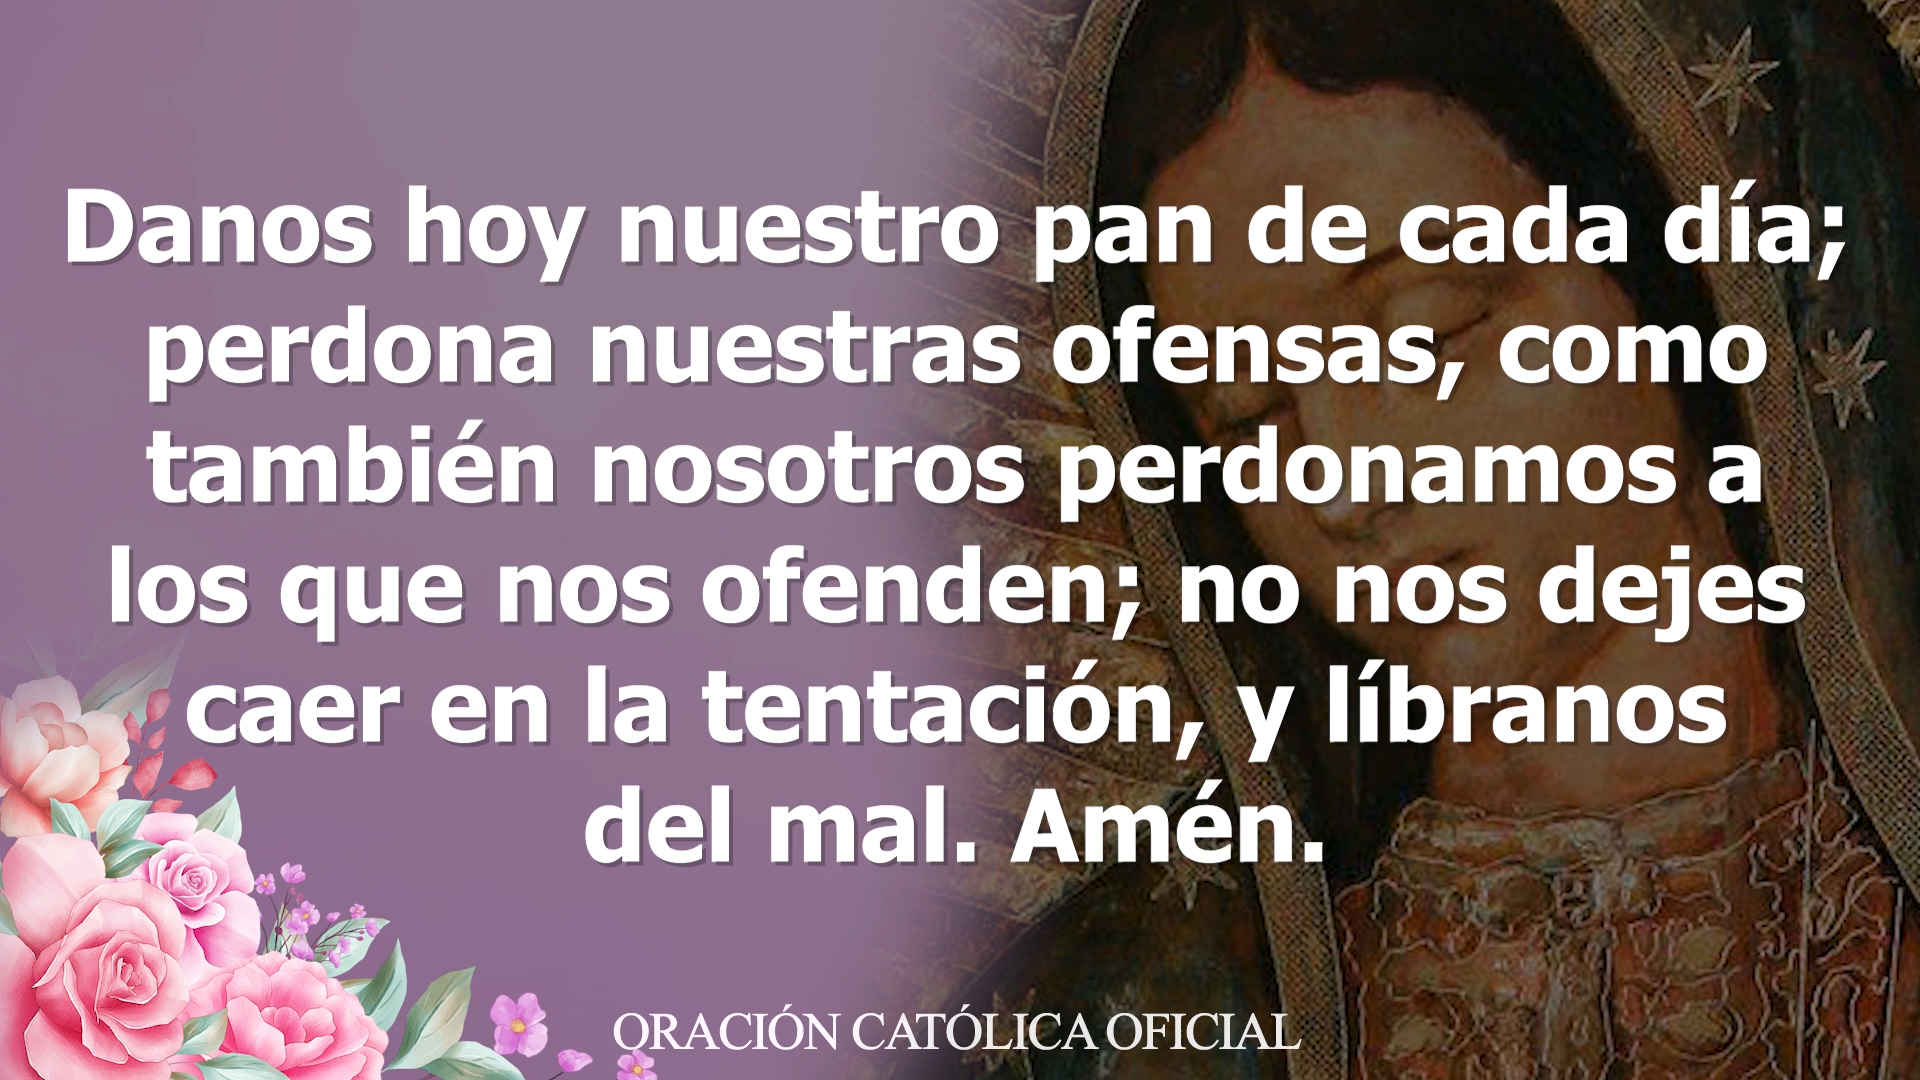 Danos hoy nuestro pan de cada día;
perdona nuestras ofensas, como
también nosotros perdonamos a
los que nos ofenden; no nos dejes
caer en la tentación, y líbranos
del mal. Amén.
ORACIÓN CATÓLICA OFICIAL